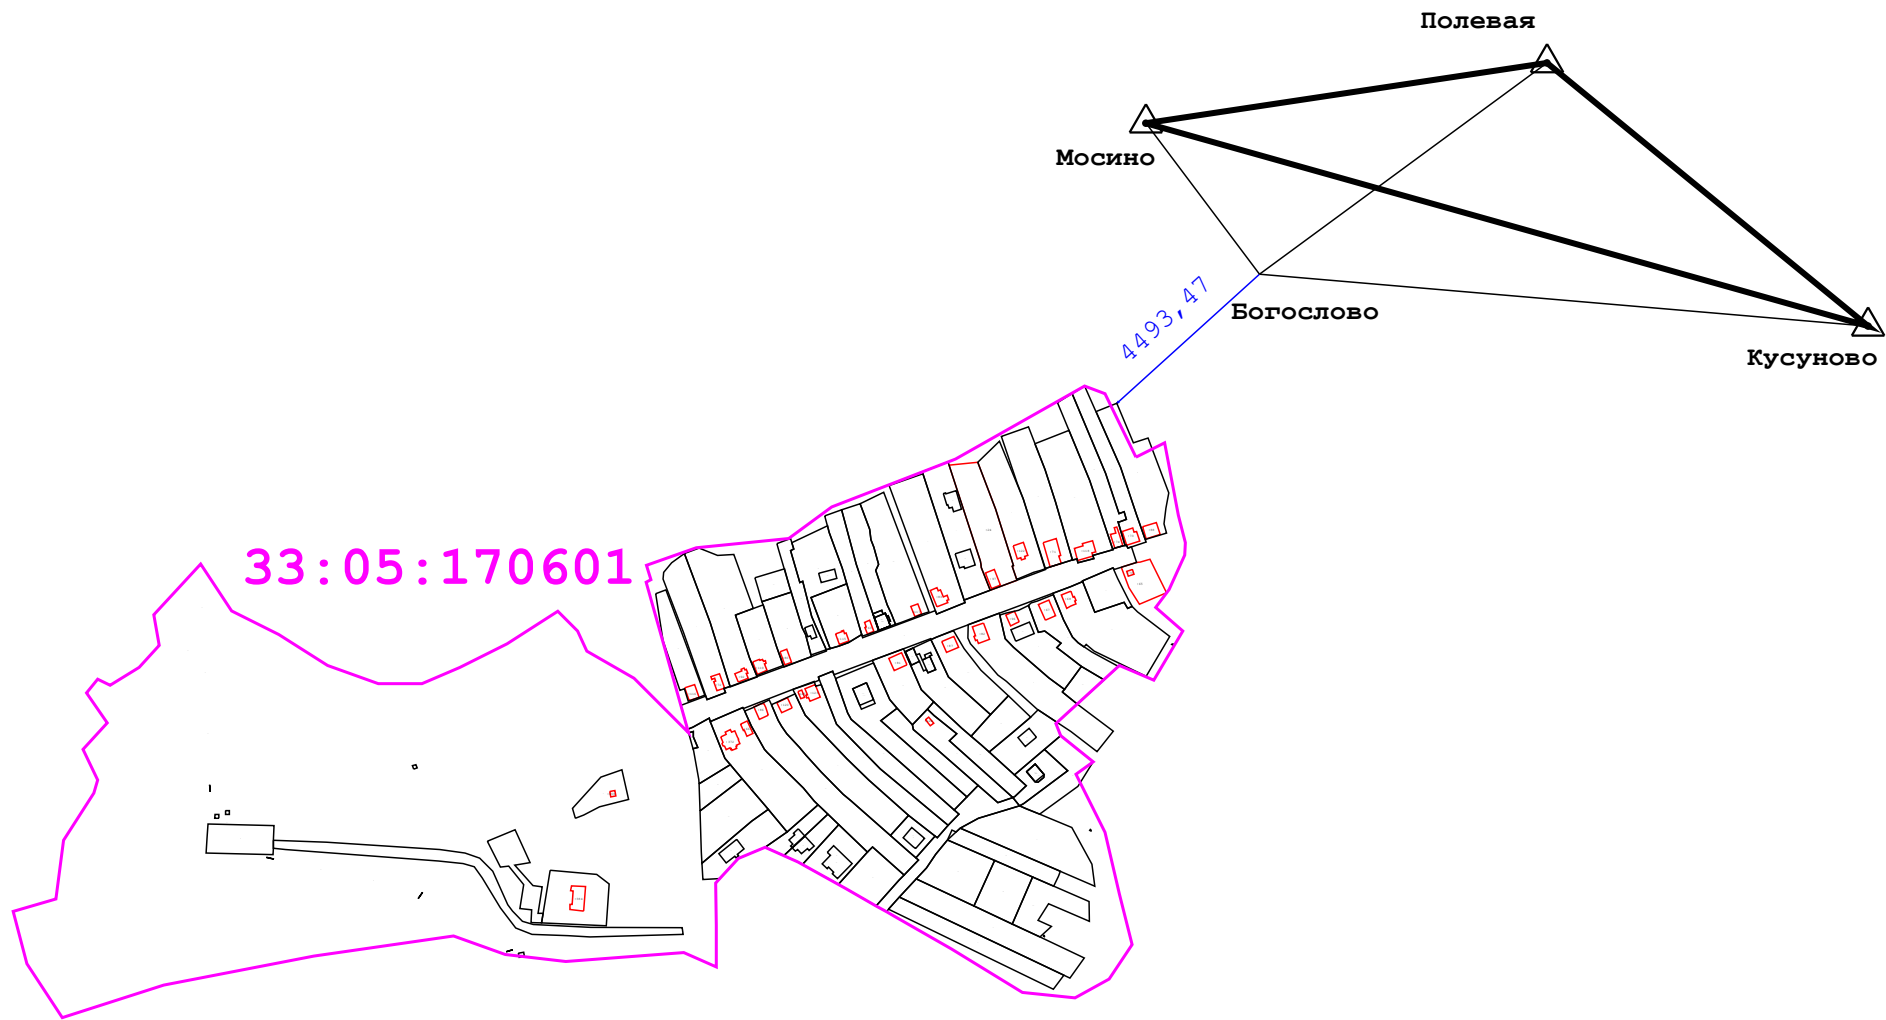 Полевая
Мосино
4493,47
Богослово
Кусуново
33:05:170601